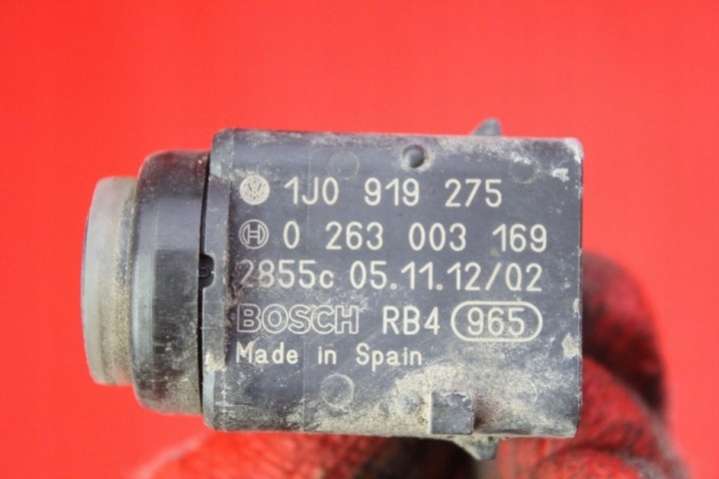 1J0 919 275
0 263 003 169
2855c 05.11.12/02
BOSCH RB4 965
Made in Spain